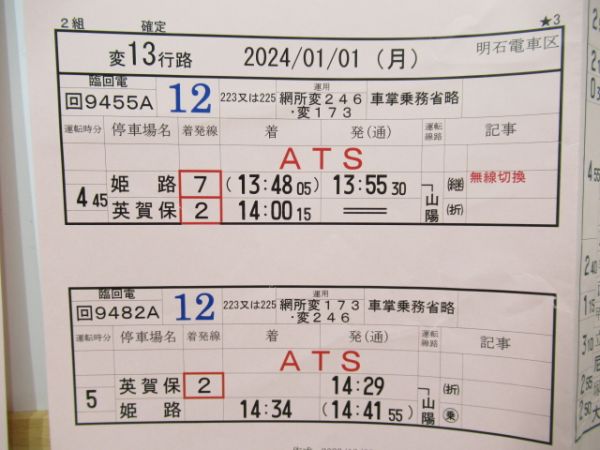 2組 確定 ★3
変13行路 2024/01/01 (月) 明石電車区
臨回電 運用
回9455A 12 223又は225 網所変246・変173 車掌乗務省略
運転時分 停車場名 着発線 着 発(通) 運転線路 記事
ATS
4 45 姫路 7 (13:48 05) 13:55 30 山陽 ㊣ 無線切換
英賀保 2 14:00 15 ═══ (折)
臨回電 運用
回9482A 12 223又は225 網所変173・変246 車掌乗務省略
運転時分 停車場名 着発線 着 発(通) 運転線路 記事
ATS
5 英賀保 2 14:29 山陽 (折)
姫路 14:34 (14:41 55) (乗)